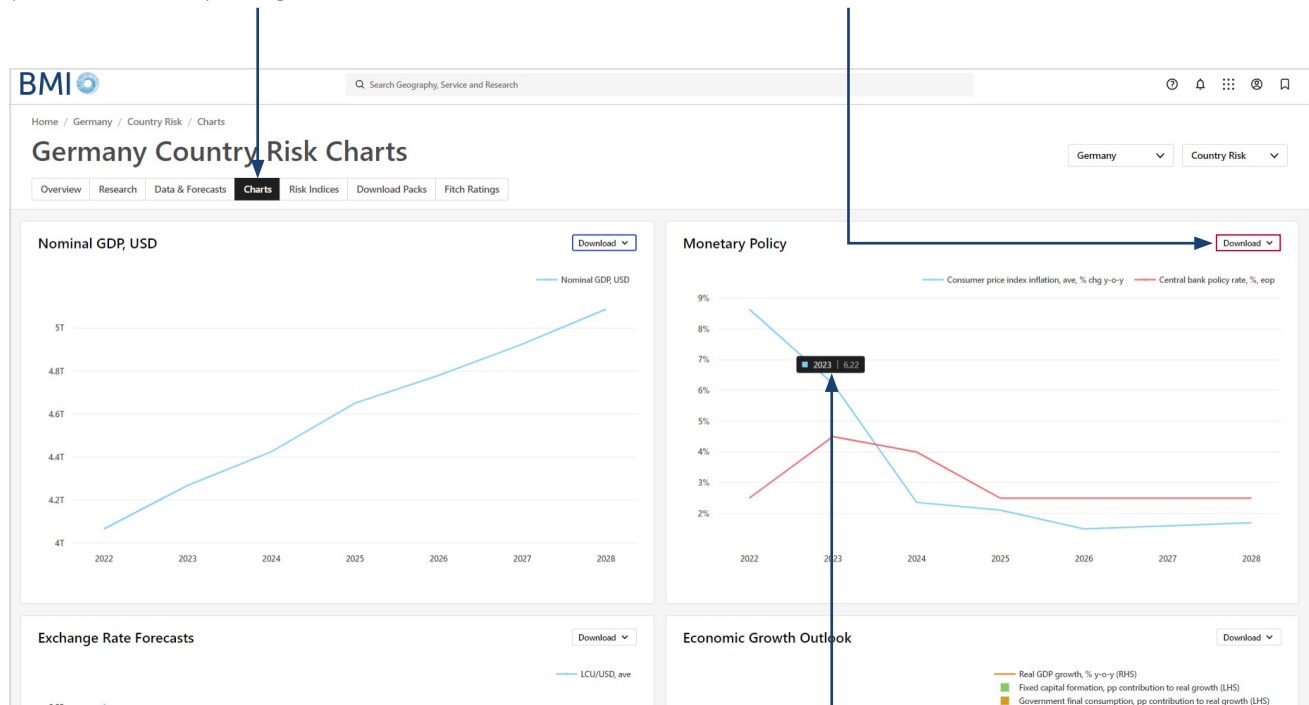 BMI
Search Geography, Service and Research
Home / Germany / Country Risk / Charts
Germany Country Risk Charts
Germany
Country Risk
Overview Research Data & Forecasts Charts Risk Indices Download Packs Fitch Ratings
Nominal GDP, USD
Download
Nominal GDP, USD
5T
4.8T
4.6T
4.4T
4.2T
4T
2022 2023 2024 2025 2026 2027 2028
Monetary Policy
Download
Consumer price index inflation, ave, % chg y-o-y Central bank policy rate, %, eop
9%
8%
7%
2023 | 6.22
6%
5%
4%
3%
2%
2022 2023 2024 2025 2026 2027 2028
Exchange Rate Forecasts
Download
LCU/USD, ave
Economic Growth Outlook
Download
Real GDP growth, % y-o-y (RHS)
Fixed capital formation, pp contribution to real growth (LHS)
Government final consumption, pp contribution to real growth (LHS)